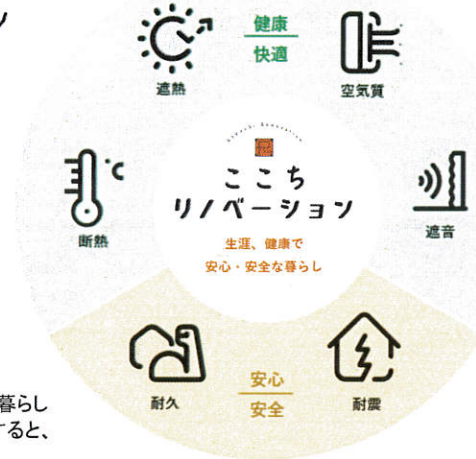 健康
快適
遮熱
空気質
℃
断熱
遮音
Kokochi Renovation
ここち
リノベーション
生涯、健康で
安心・安全な暮らし
耐久
安心
安全
耐震
暮らし
すると、